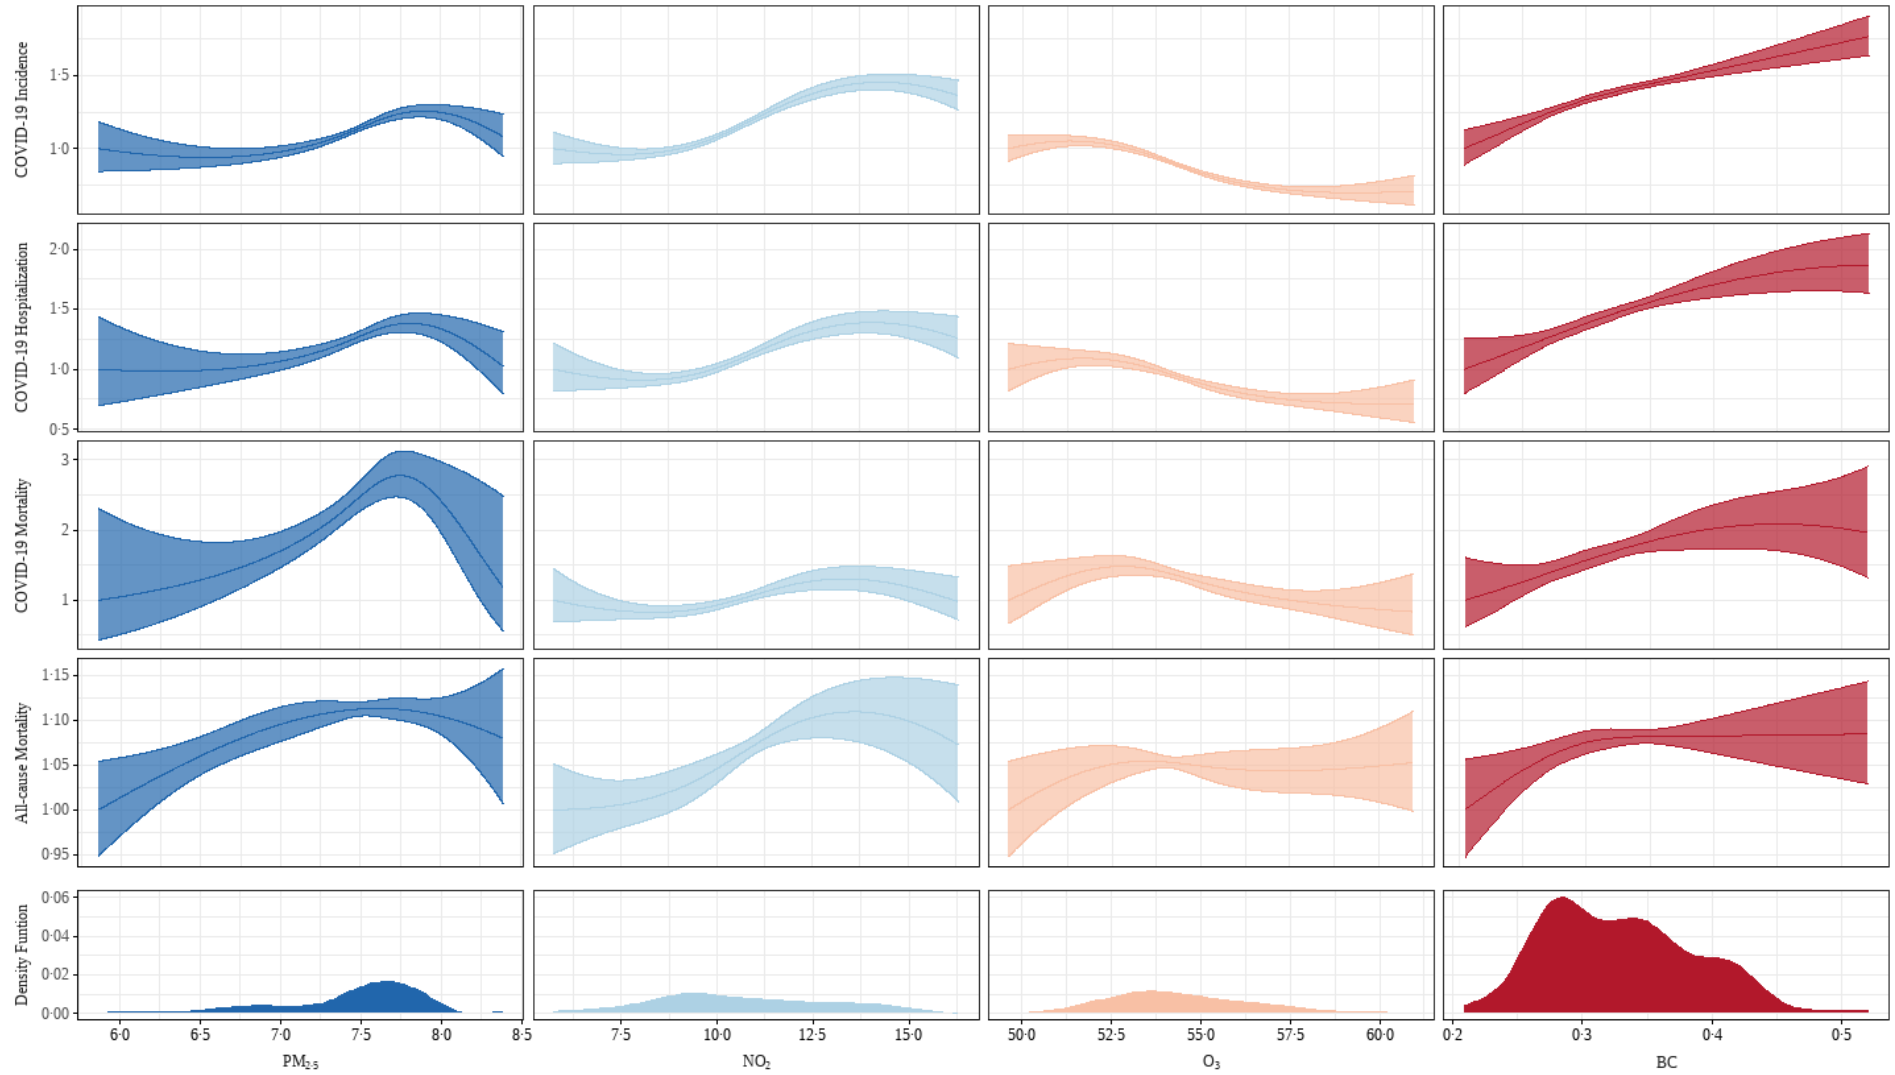 COVID-19 Incidence
1·5
1·0
COVID-19 Hospitalization
2·0
1·5
1·0
0·5
COVID-19 Mortality
3
2
1
All-cause Mortality
1·15
1·10
1·05
1·00
0·95
Density Funtion
0·06
0·04
0·02
0·00
6·0 6·5 7·0 7·5 8·0 8·5 7·5 10·0 12·5 15·0 50·0 52·5 55·0 57·5 60·0 0·2 0·3 0·4 0·5
PM2·5 NO2 O3 BC